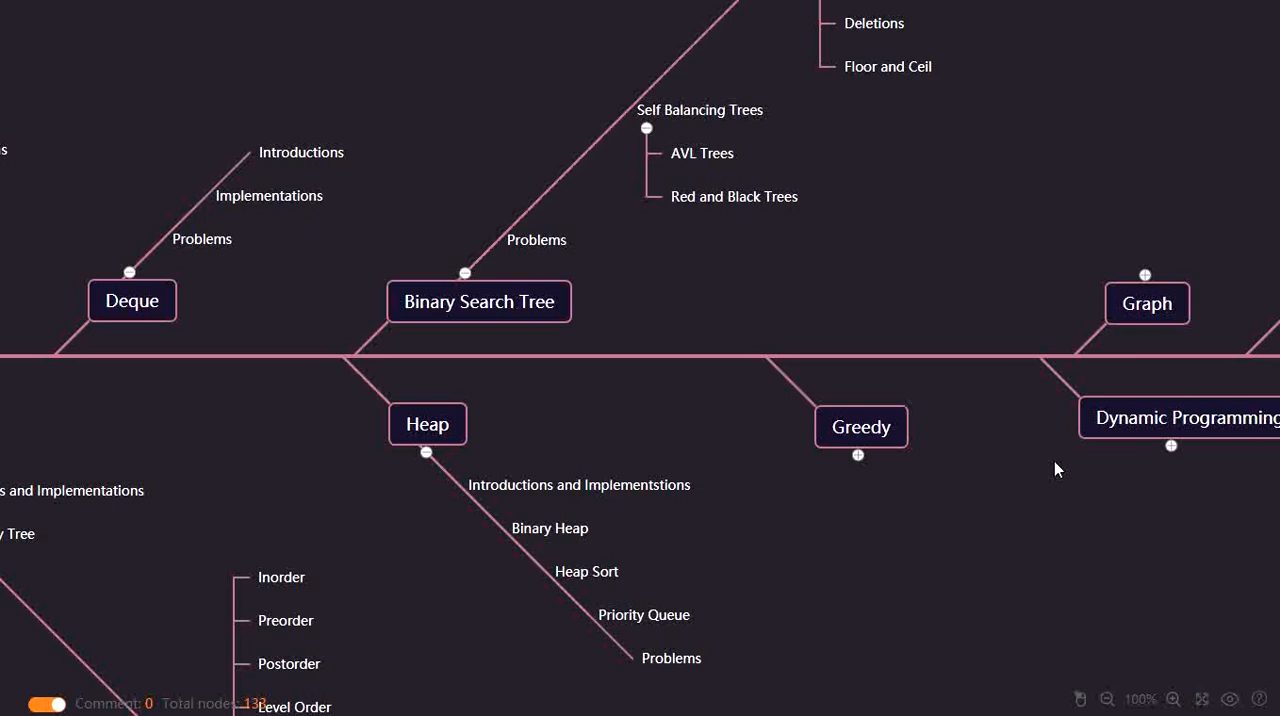 Deletions
Floor and Ceil
Self Balancing Trees
AVL Trees
Red and Black Trees
Problems
Binary Search Tree
s
Introductions
Implementations
Problems
Deque
Graph
Heap
Introductions and Implementstions
Binary Heap
Heap Sort
Priority Queue
Problems
Greedy
Dynamic Programming
s and Implementations
y Tree
Inorder
Preorder
Postorder
Level Order
Comment: 0 Total nodes: 133
100%